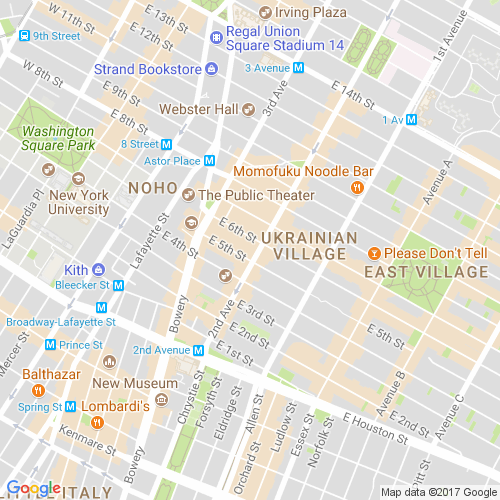 Irving Plaza
W 11th St
E 13th St
E 12th St
9th Street
Regal Union
Square Stadium 14
1st Avenue
Strand Bookstore
3 Avenue
W 8th St
E 9th St
E 14th St
Webster Hall
3rd Ave
1 Av
E 8th St
Washington
Square Park
8 Street
Astor Place
Momofuku Noodle Bar
Avenue A
New York
University
NOHO
The Public Theater
LaGuardia Pl
Lafayette St
E 6th St
E 4th St
E 5th St
UKRAINIAN
VILLAGE
Please Don't Tell
EAST VILLAGE
Kith
Bleecker St
Broadway-Lafayette St
Bowery
2nd Ave
E 3rd St
E 2nd St
E 1st St
E 5th St
Mercer St
Prince St
2nd Avenue
Balthazar
New Museum
Avenue B
Spring St
Lombardi's
Chrystie St
Forsyth St
Eldridge St
Allen St
Ludlow St
Essex St
Norfolk St
E Houston St
E 2nd St
Avenue C
Kenmare St
Bowery
Orchard St
itt St
LITTLE ITALY
Google
Map data ©2017 Google